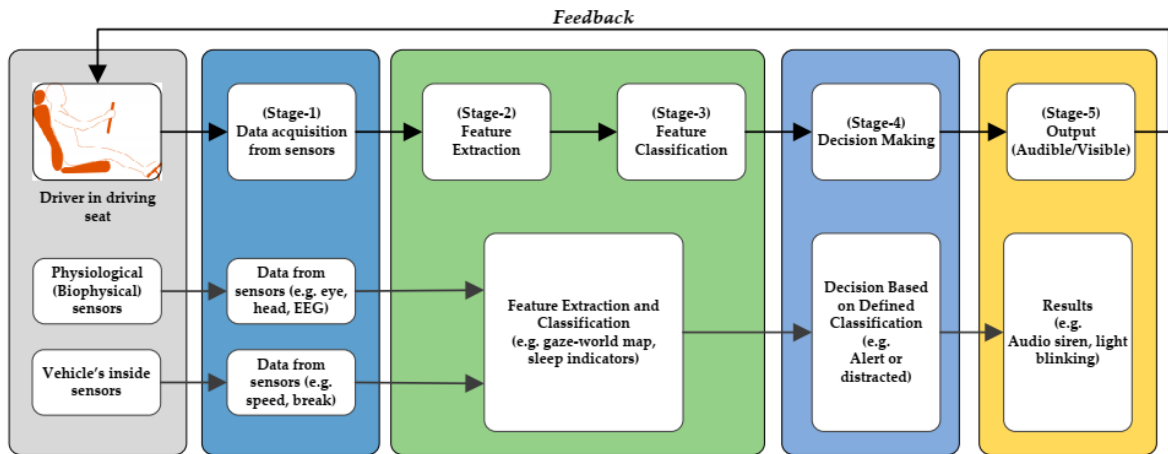 Feedback
(Stage-1)
Data acquisition
from sensors
(Stage-2)
Feature
Extraction
(Stage-3)
Feature
Classification
(Stage-4)
Decision Making
(Stage-5)
Output
(Audible/Visible)
Driver in driving
seat
Physiological
(Biophysical)
sensors
Data from
sensors (e.g. eye,
head, EEG)
Feature Extraction and
Classification
(e.g. gaze-world map,
sleep indicators)
Decision Based
on Defined
Classification
(e.g.
Alert or
distracted)
Results
(e.g.
Audio siren, light
blinking)
Vehicle's inside
sensors
Data from
sensors (e.g.
speed, break)